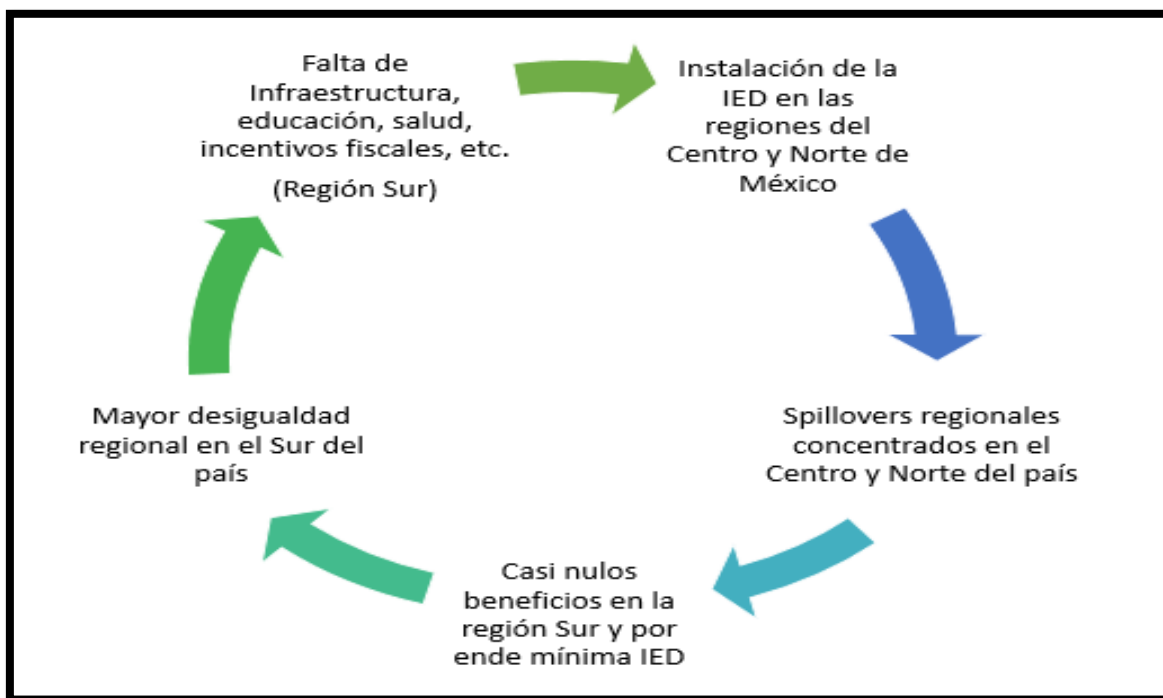 Falta de
Infraestructura,
educación, salud,
incentivos fiscales, etc.
(Región Sur)
Instalación de la
IED en las
regiones del
Centro y Norte de
México
Spillovers regionales
concentrados en el
Centro y Norte del país
Casi nulos
beneficios en la
región Sur y por
ende mínima IED
Mayor desigualdad
regional en el Sur del
país